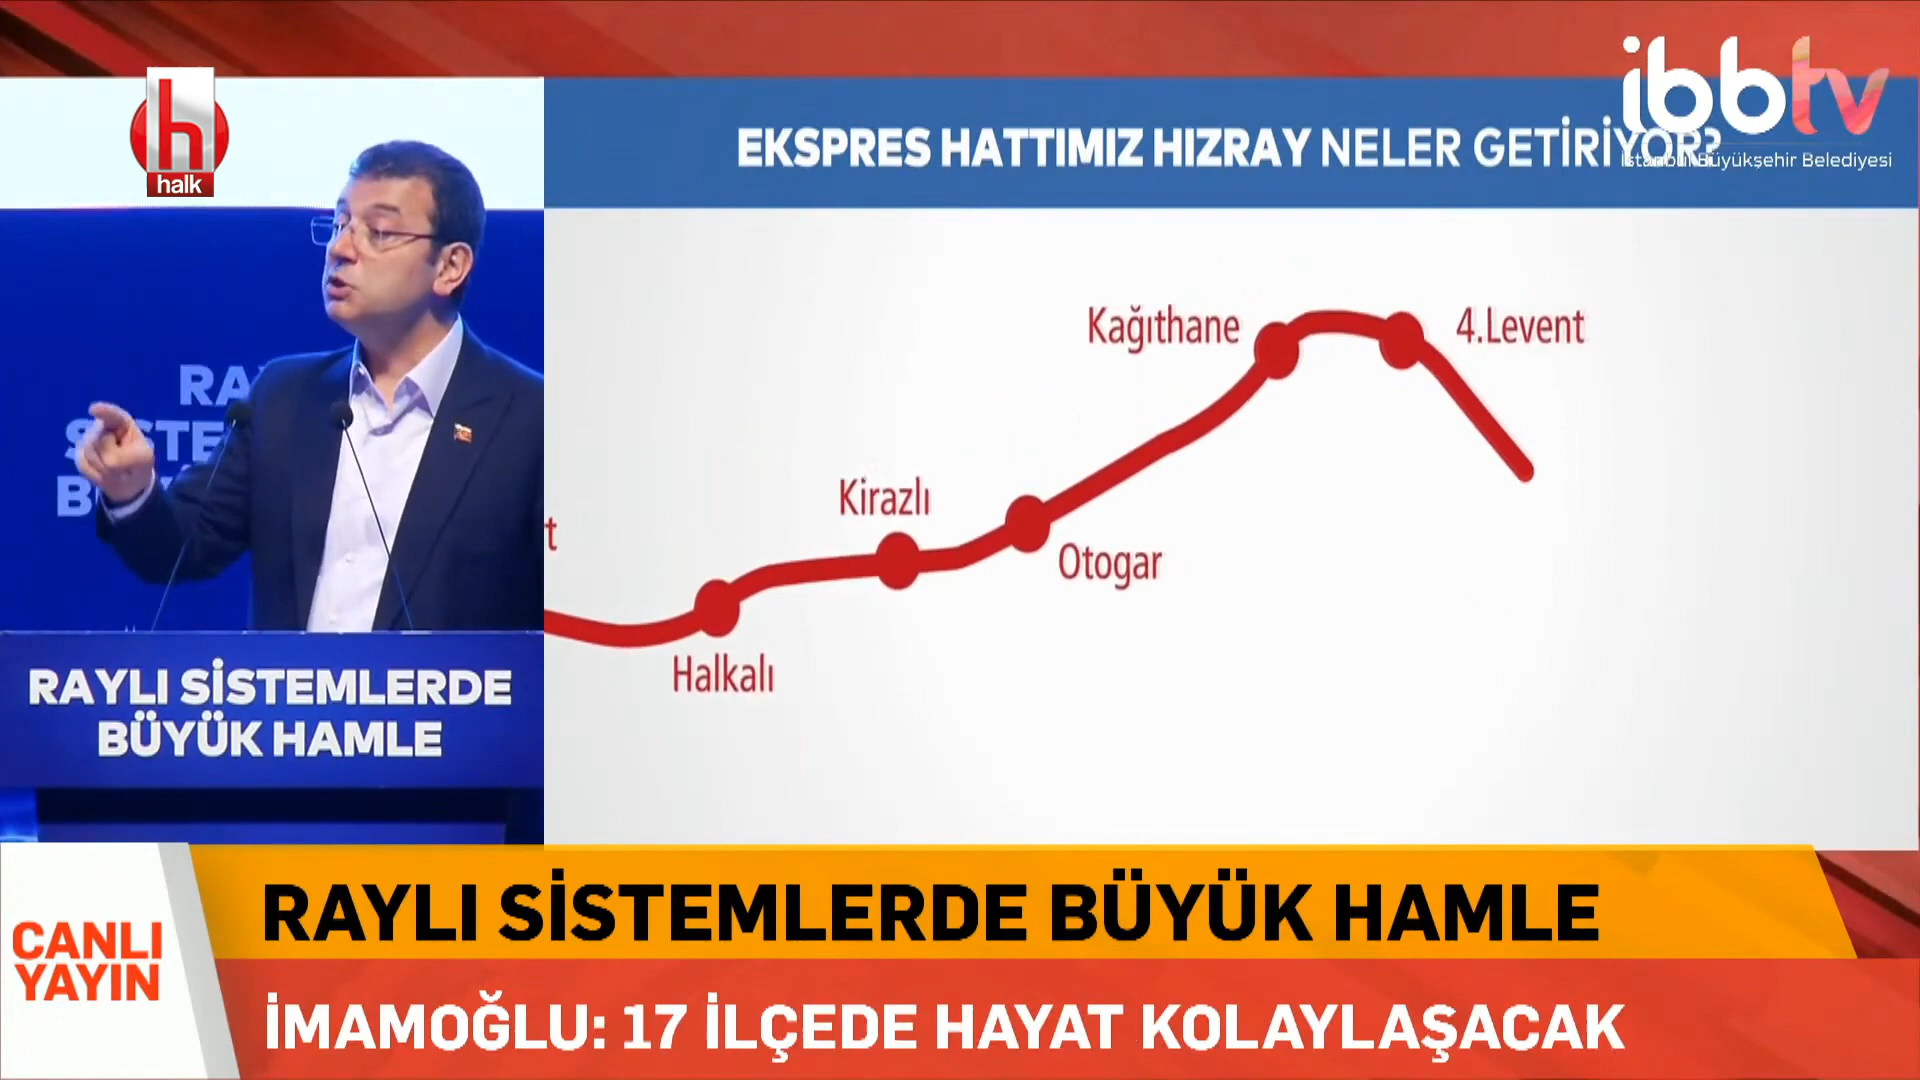 h
halk
ibbtv
İstanbul Büyükşehir Belediyesi
EKSPRES HATTIMIZ HIZRAY NELER GETİRİYOR?
Kağıthane
4.Levent
Kirazlı
Otogar
Halkalı
RAYLI SİSTEMLERDE
BÜYÜK HAMLE
CANLI
YAYIN
RAYLI SİSTEMLERDE BÜYÜK HAMLE
İMAMOĞLU: 17 İLÇEDE HAYAT KOLAYLAŞACAK